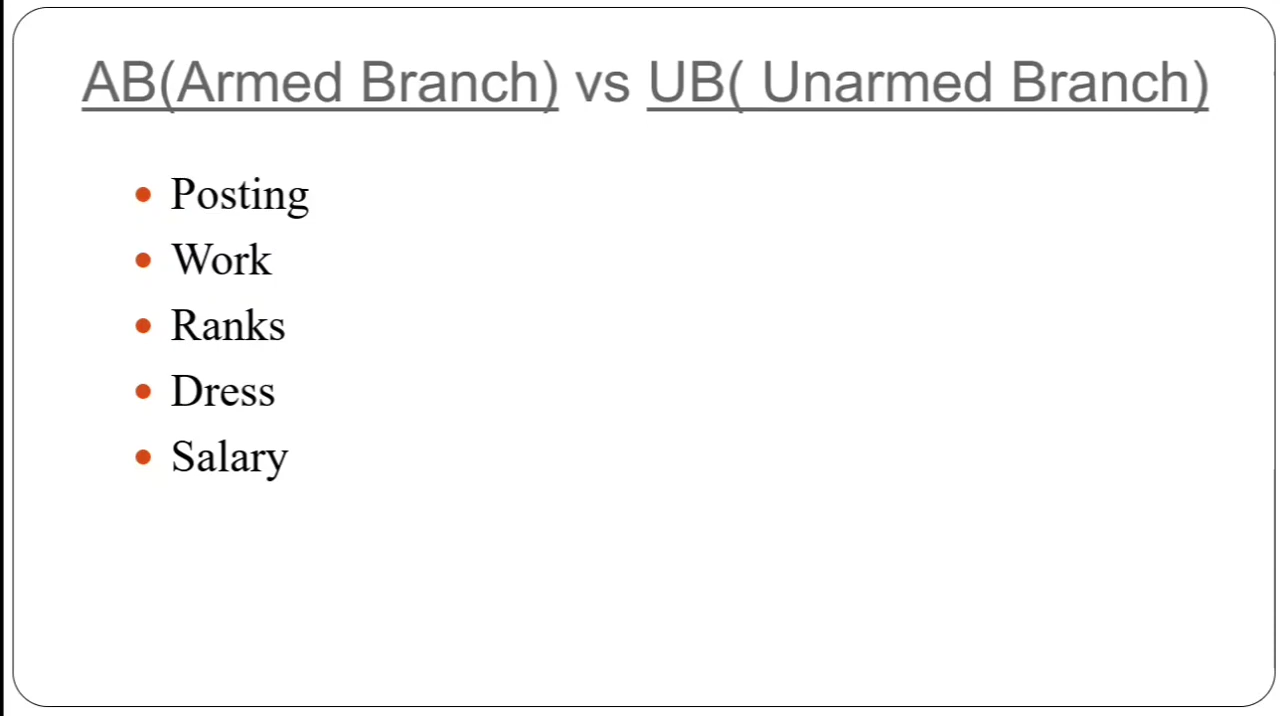 AB(Armed Branch) vs UB( Unarmed Branch)
Posting
Work
Ranks
Dress
Salary